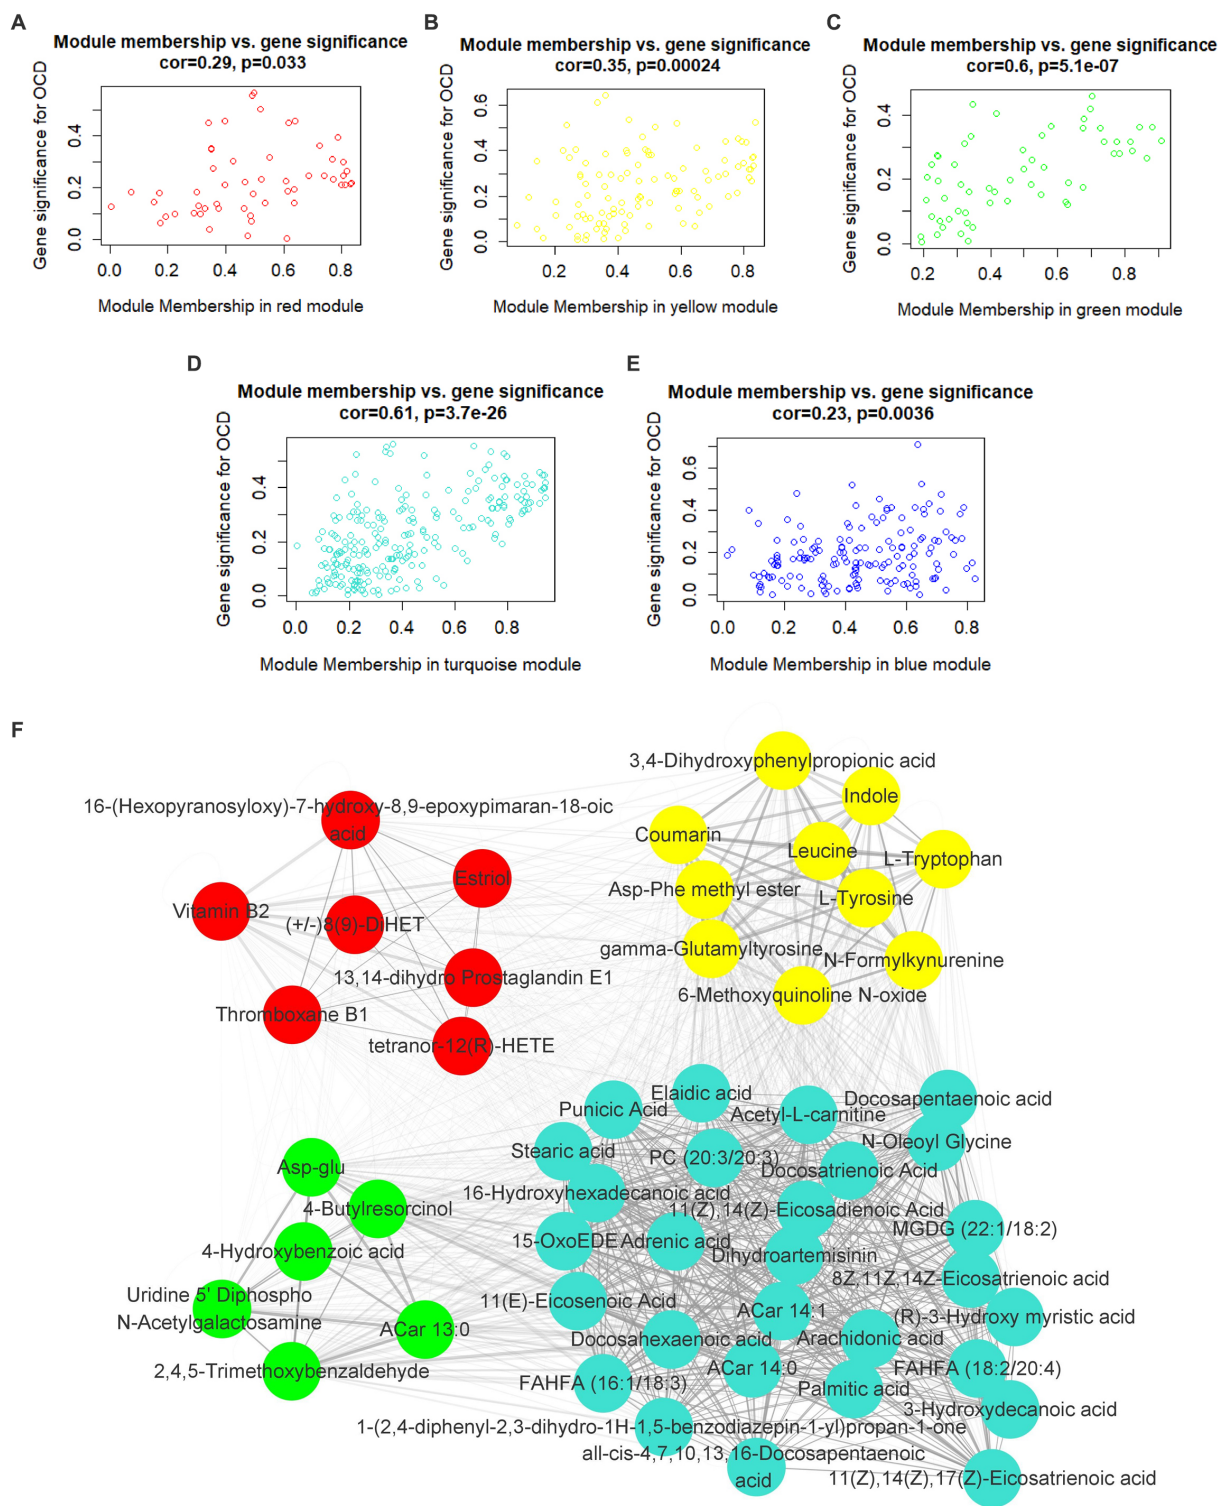 A
Module membership vs. gene significance
cor=0.29, p=0.033
Gene significance for OCD
0.0 0.2 0.4
0.0 0.2 0.4 0.6 0.8
Module Membership in red module
B
Module membership vs. gene significance
cor=0.35, p=0.00024
Gene significance for OCD
0.0 0.2 0.4 0.6
0.2 0.4 0.6 0.8
Module Membership in yellow module
C
Module membership vs. gene significance
cor=0.6, p=5.1e-07
Gene significance for OCD
0.0 0.2 0.4
0.2 0.4 0.6 0.8
Module Membership in green module
D
Module membership vs. gene significance
cor=0.61, p=3.7e-26
Gene significance for OCD
0.0 0.2 0.4
0.0 0.2 0.4 0.6 0.8
Module Membership in turquoise module
E
Module membership vs. gene significance
cor=0.23, p=0.0036
Gene significance for OCD
0.0 0.2 0.4 0.6
0.0 0.2 0.4 0.6 0.8
Module Membership in blue module
F
16-(Hexopyranosyloxy)-7-hydroxy-8,9-epoxypimaran-18-oic
acid
Estriol
Vitamin B2
(+/-)8(9)-DiHET
13,14-dihydro Prostaglandin E1
Thromboxane B1
tetranor-12(R)-HETE
3,4-Dihydroxyphenylpropionic acid
Indole
Coumarin
Leucine
L-Tryptophan
Asp-Phe methyl ester
L-Tyrosine
gamma-Glutamyltyrosine
N-Formylkynurenine
6-Methoxyquinoline N-oxide
Asp-glu
4-Butylresorcinol
4-Hydroxybenzoic acid
Uridine 5' Diphospho
N-Acetylgalactosamine
ACar 13:0
2,4,5-Trimethoxybenzaldehyde
Elaidic acid
Docosapentaenoic acid
Punicic Acid
Acetyl-L-carnitine
N-Oleoyl Glycine
Stearic acid
PC (20:3/20:3)
Docosatrienoic Acid
16-Hydroxyhexadecanoic acid
11(Z),14(Z)-Eicosadienoic Acid
MGDG (22:1/18:2)
15-OxoEDE
Adrenic acid
Dihydroartemisinin
8Z,11Z,14Z-Eicosatrienoic acid
11(E)-Eicosenoic Acid
ACar 14:1
(R)-3-Hydroxy myristic acid
Docosahexaenoic acid
Arachidonic acid
ACar 14:0
FAHFA (18:2/20:4)
FAHFA (16:1/18:3)
Palmitic acid
3-Hydroxydecanoic acid
1-(2,4-diphenyl-2,3-dihydro-1H-1,5-benzodiazepin-1-yl)propan-1-one
all-cis-4,7,10,13,16-Docosapentaenoic
acid
11(Z),14(Z),17(Z)-Eicosatrienoic acid